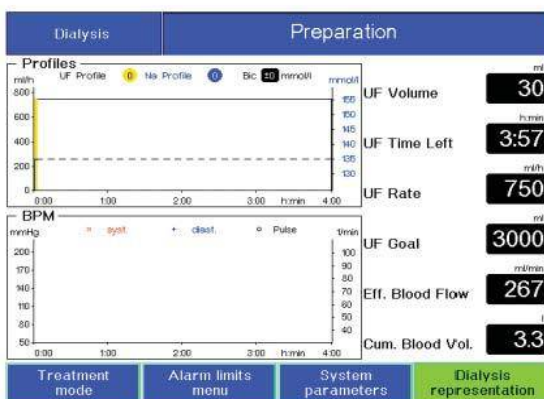 Dialysis
Preparation
Profiles
ml/h UF Profile 0 Na Profile 0 Bic ±0 mmol/l mmol/l
800
600
400
200
0
155
150
145
140
135
130
0:00 1:00 2:00 3:00 h:min 4:00
BPM
mmHg syst. diast. Pulse 1/min
200
170
140
110
80
50
100
90
80
70
60
50
40
0:00 1:00 2:00 3:00 h:min 4:00
ml
UF Volume 30
h:min
UF Time Left 3:57
ml/h
UF Rate 750
ml
UF Goal 3000
ml/min
Eff. Blood Flow 267
l
Cum. Blood Vol. 3.3
Treatment mode
Alarm limits menu
System parameters
Dialysis representation